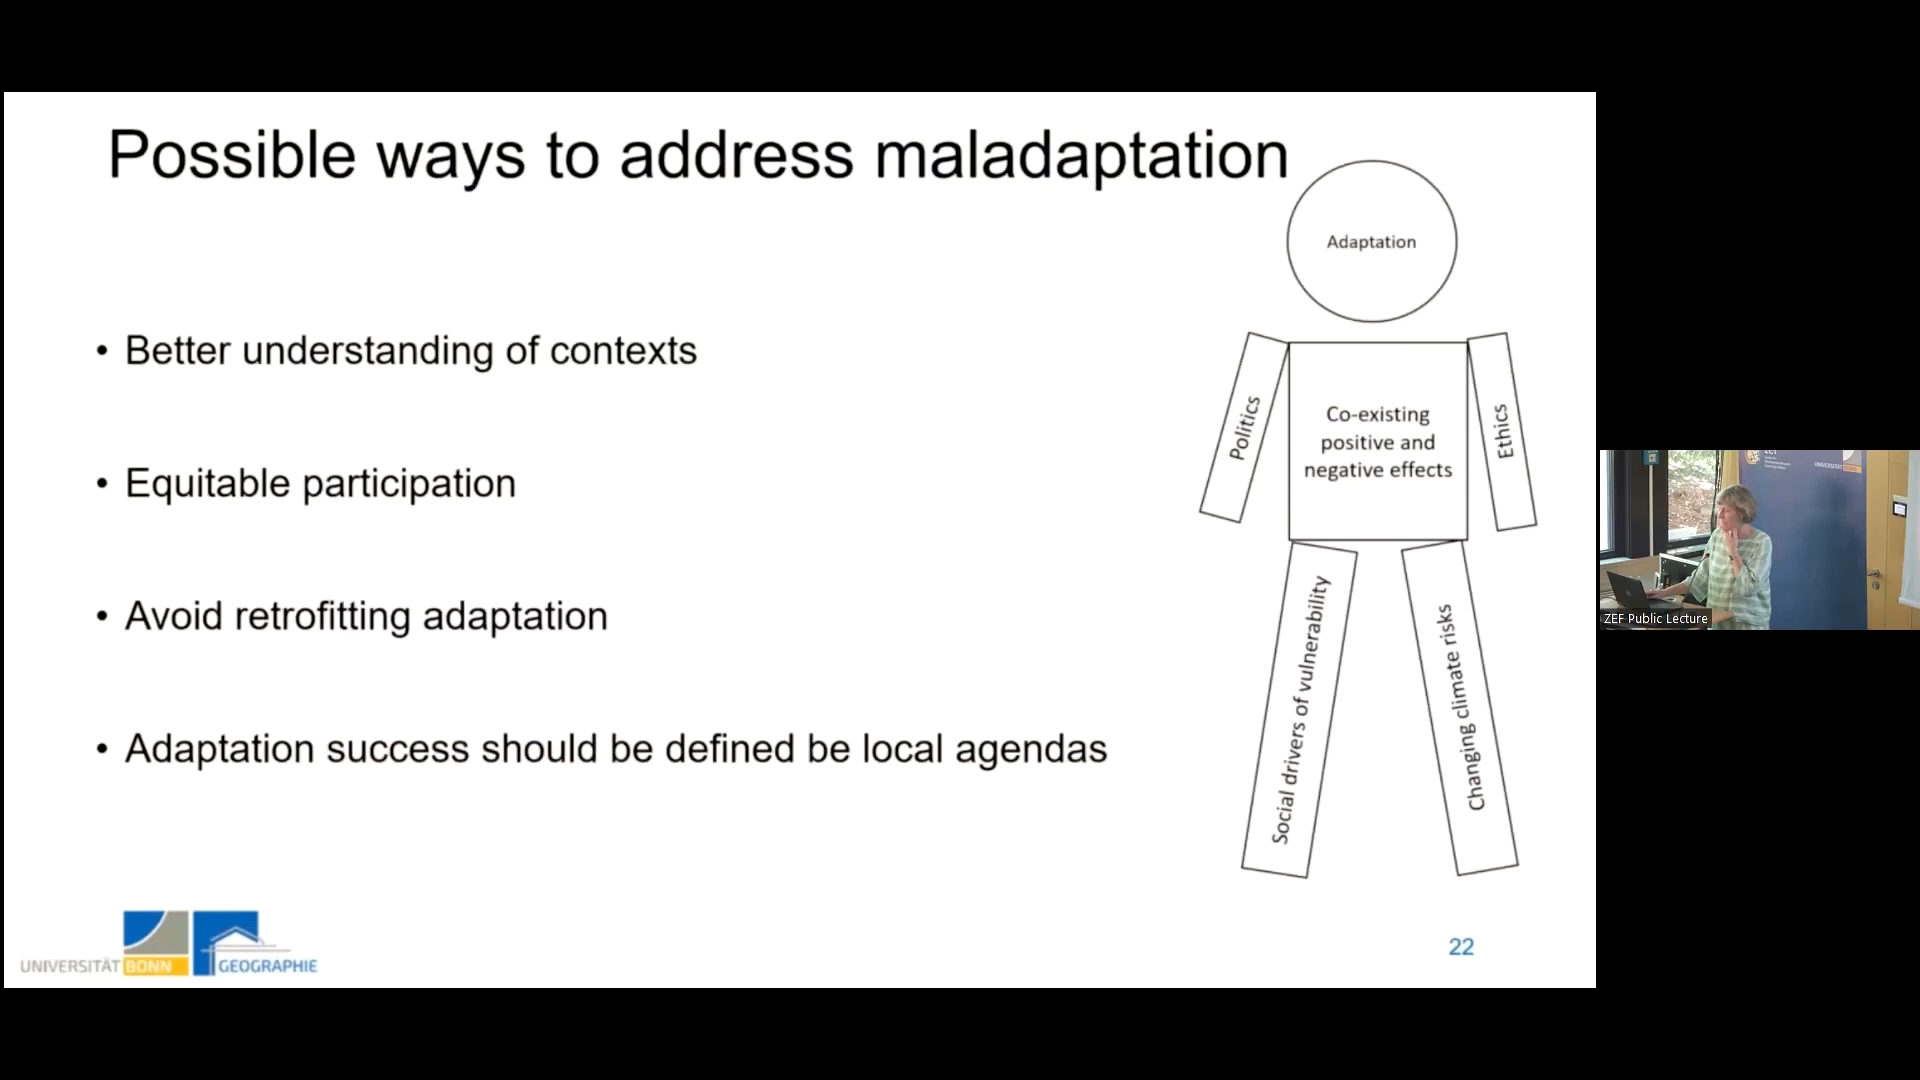 Possible ways to address maladaptation
• Better understanding of contexts
• Equitable participation
• Avoid retrofitting adaptation
• Adaptation success should be defined be local agendas
Adaptation
Politics
Co-existing
positive and
negative effects
Ethics
Social drivers of vulnerability
Changing climate risks
UNIVERSITÄT BONN
GEOGRAPHIE
22
UNIVERSITÄT BONN
ZEF Public Lecture